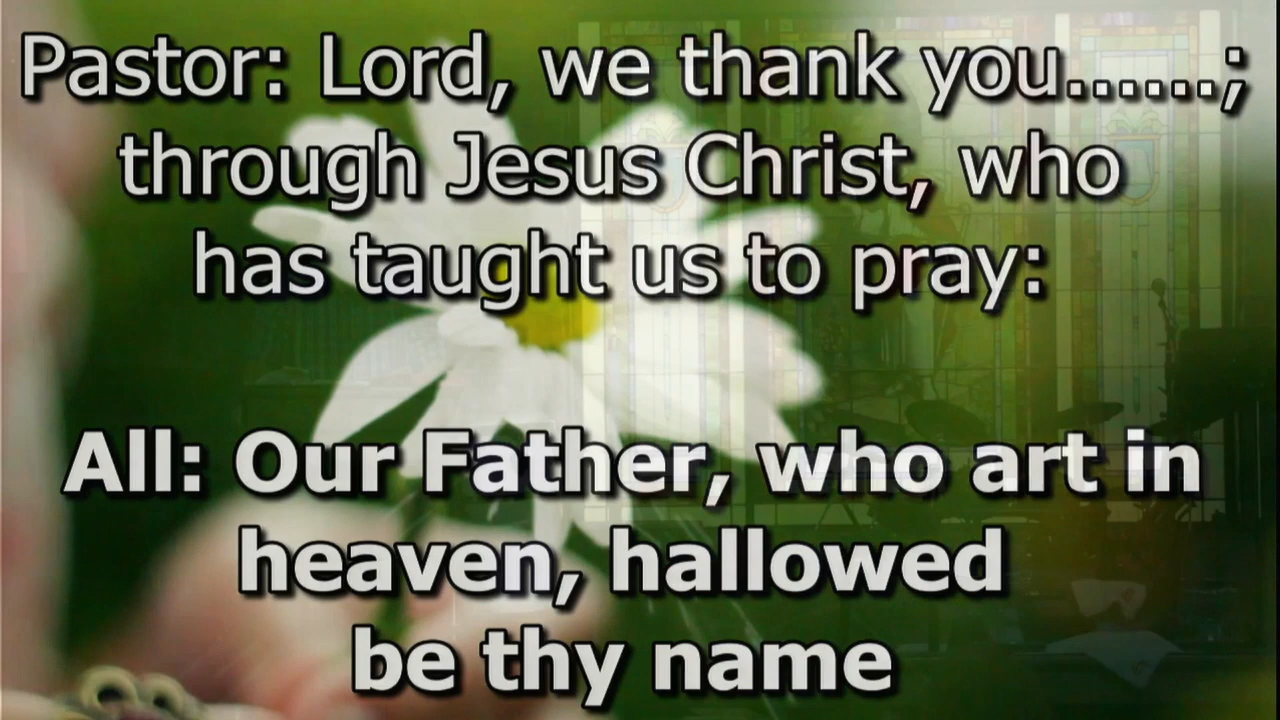 Pastor: Lord, we thank you......;
through Jesus Christ, who
has taught us to pray:
All: Our Father, who art in
heaven, hallowed
be thy name